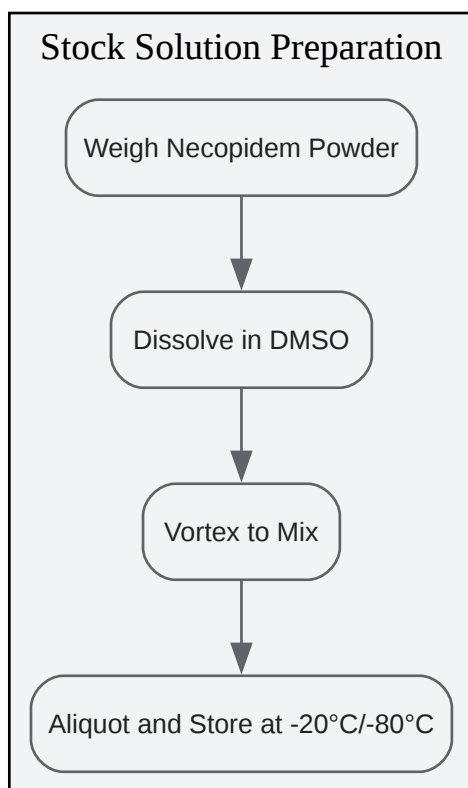 Stock Solution Preparation
Weigh Necopidem Powder
Dissolve in DMSO
Vortex to Mix
Aliquot and Store at -20°C/-80°C